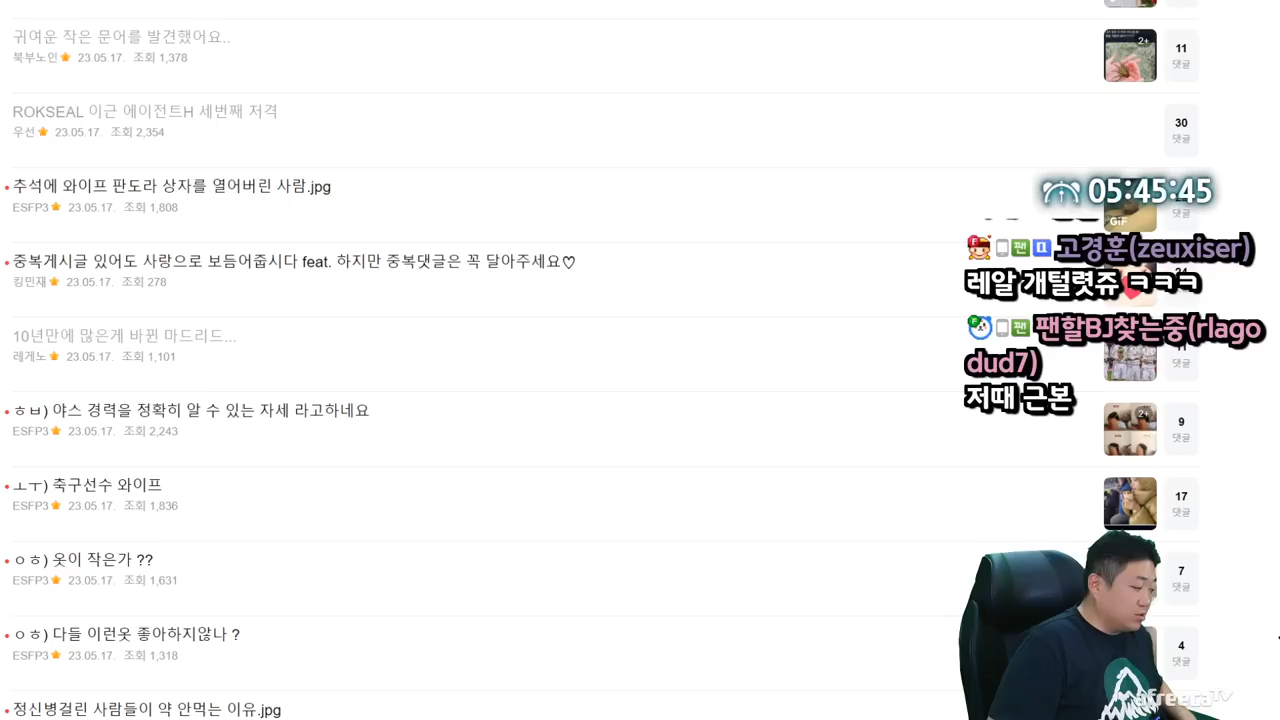 귀여운 작은 문어를 발견했어요..
북부노인 23.05.17. 조회 1,378
2+
11
댓글
ROKSEAL 이근 에이전트H 세번째 저격
우선 23.05.17. 조회 2,354
30
댓글
추석에 와이프 판도라 상자를 열어버린 사람.jpg
ESFP3 23.05.17. 조회 1,808
05:45:45
GIF
댓글
중복게시글 있어도 사랑으로 보듬어줍시다 feat. 하지만 중복댓글은 꼭 달아주세요♡
킹민재 23.05.17. 조회 278
팬 고경훈(zeuxiser)
레알 개털렷쥬 ㅋㅋㅋ
10년만에 많은게 바뀐 마드리드...
레게노 23.05.17. 조회 1,101
팬 팬할BJ찾는중(rlago
dud7)
저때 근본
댓글
ㅎㅂ) 야스 경력을 정확히 알 수 있는 자세 라고하네요
ESFP3 23.05.17. 조회 2,243
2+
9
댓글
ㅗㅜ) 축구선수 와이프
ESFP3 23.05.17. 조회 1,836
17
댓글
ㅇㅎ) 옷이 작은가 ??
ESFP3 23.05.17. 조회 1,631
7
댓글
ㅇㅎ) 다들 이런옷 좋아하지않나 ?
ESFP3 23.05.17. 조회 1,318
4
댓글
정신병걸린 사람들이 약 안먹는 이유.jpg
afreecaTV